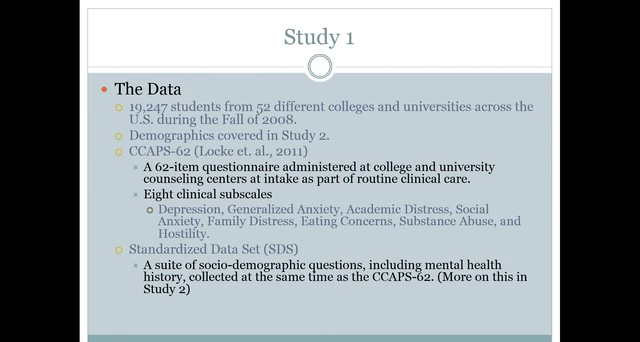 Study 1
The Data
19,247 students from 52 different colleges and universities across the
U.S. during the Fall of 2008.
Demographics covered in Study 2.
CCAPS-62 (Locke et. al., 2011)
A 62-item questionnaire administered at college and university
counseling centers at intake as part of routine clinical care.
Eight clinical subscales
Depression, Generalized Anxiety, Academic Distress, Social
Anxiety, Family Distress, Eating Concerns, Substance Abuse, and
Hostility.
Standardized Data Set (SDS)
A suite of socio-demographic questions, including mental health
history, collected at the same time as the CCAPS-62. (More on this in
Study 2)